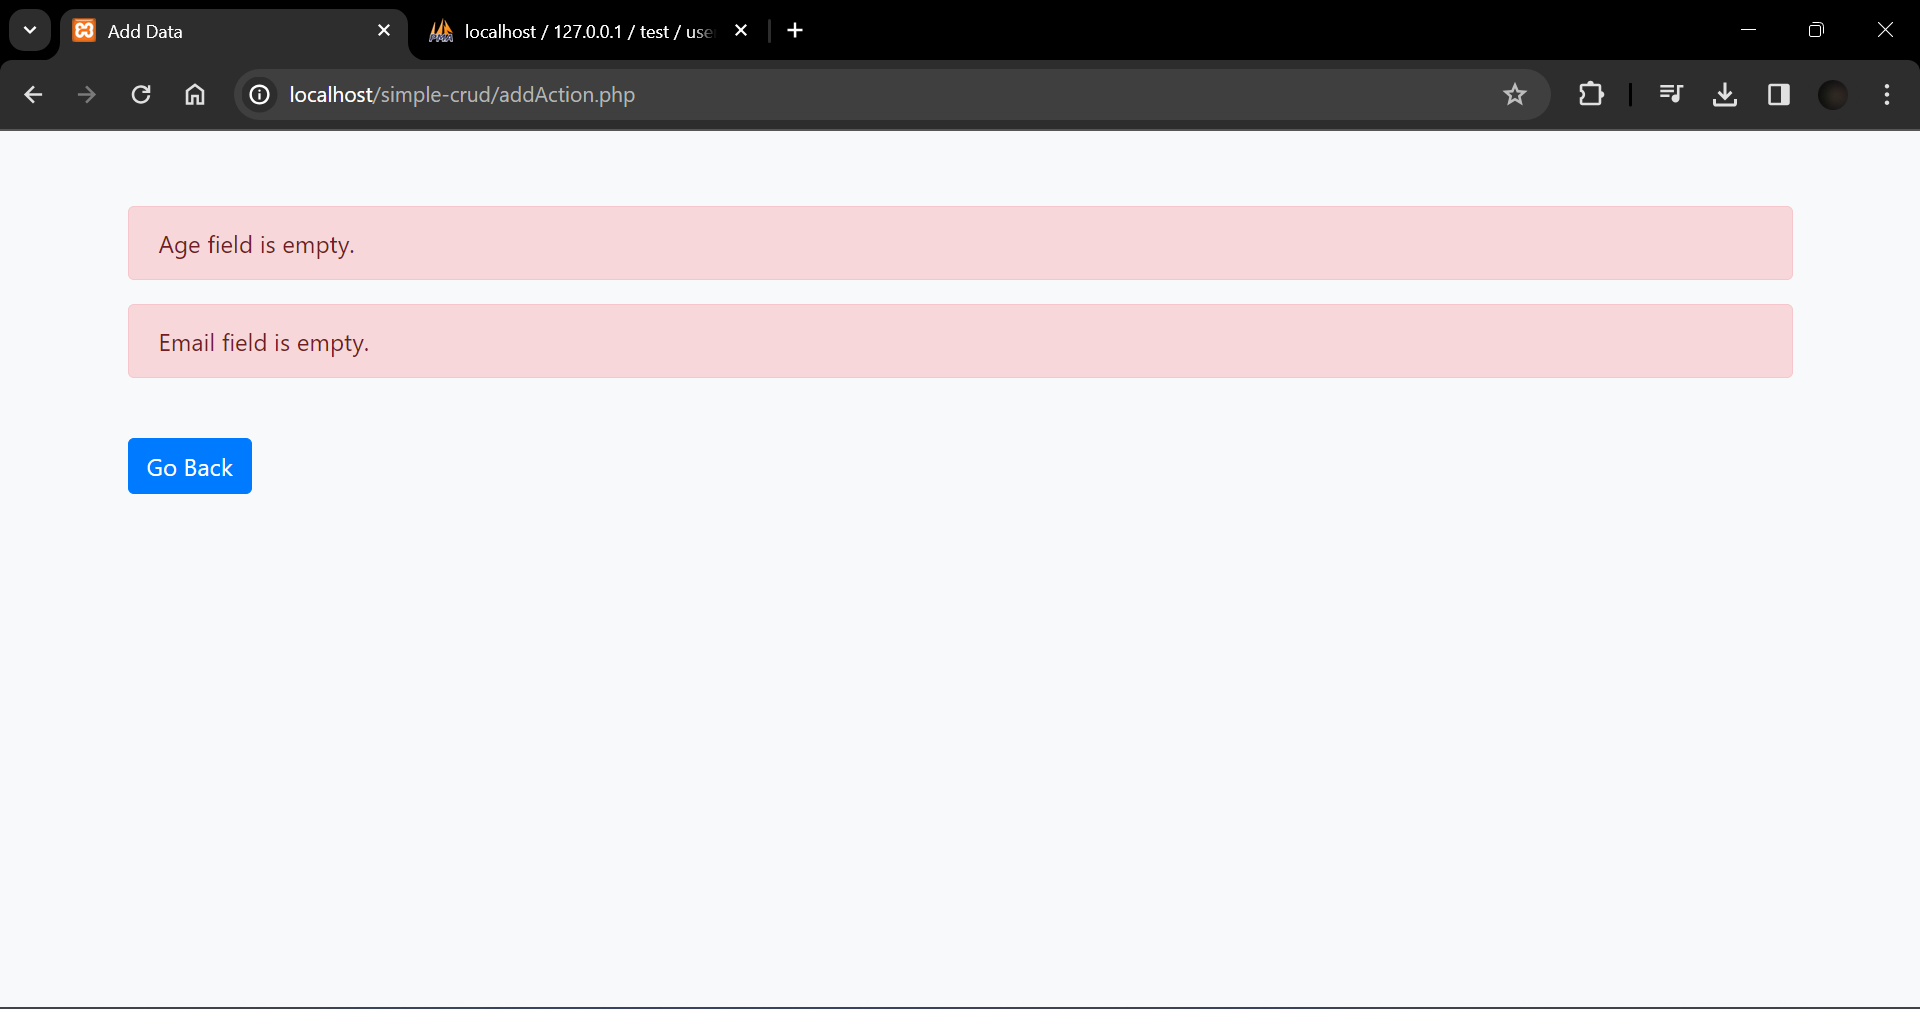 Add Data
localhost / 127.0.0.1 / test / use
localhost/simple-crud/addAction.php
Age field is empty.
Email field is empty.
Go Back